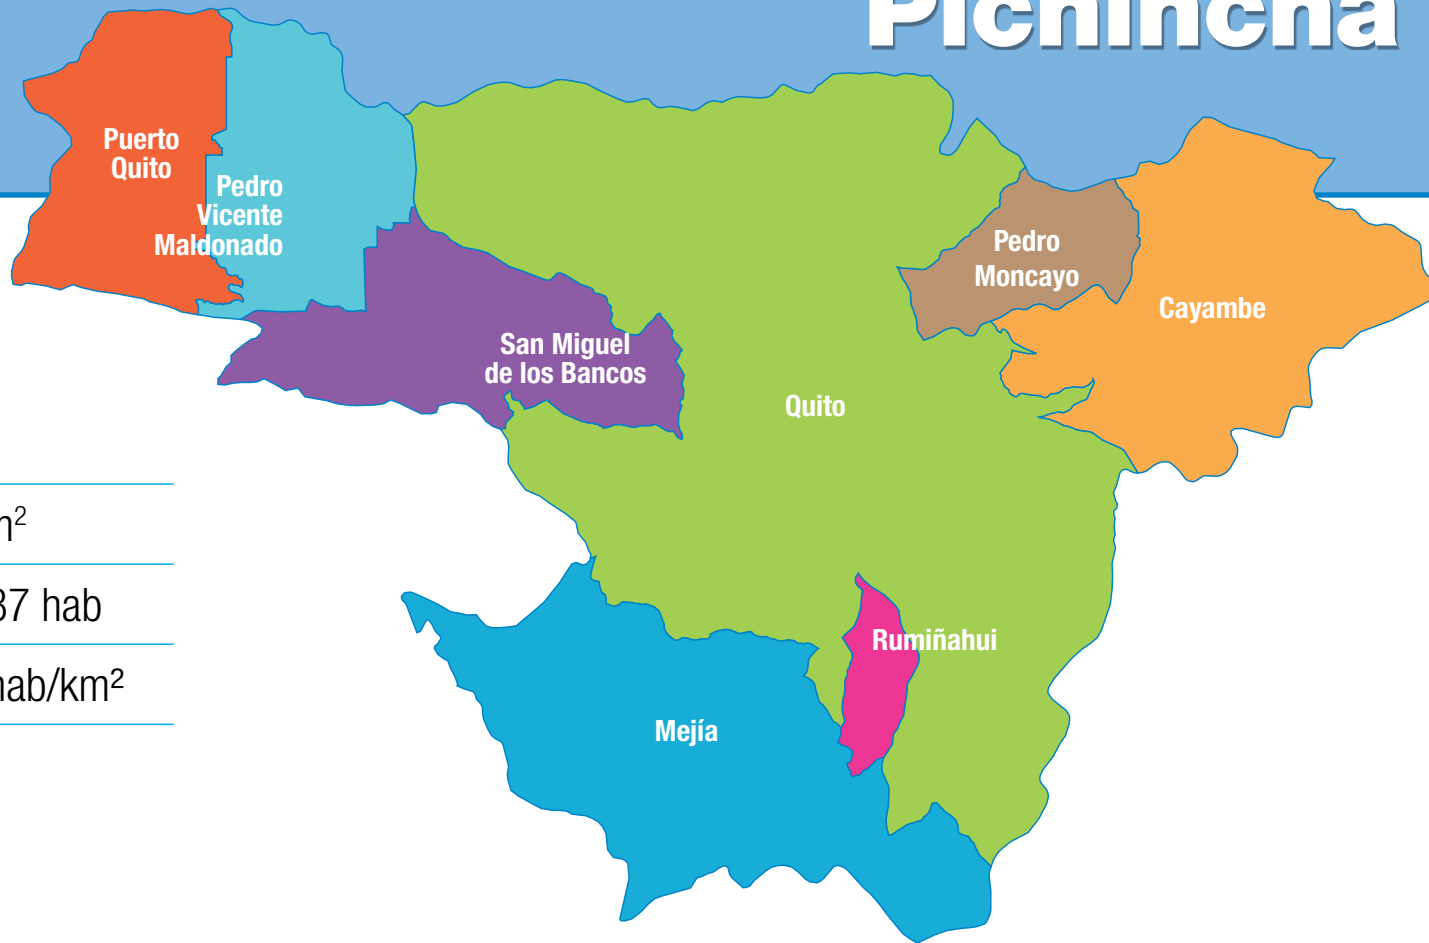 Pichincha
Puerto
Quito
Pedro
Vicente
Maldonado
Pedro
Moncayo
Cayambe
San Miguel
de los Bancos
Quito
Rumiñahui
Mejía
37 hab
hab/km²